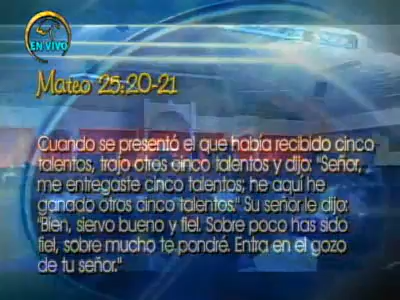 EN VIVO
Mateo 25:20-21
Cuando se presentó el que había recibido cinco
talentos, trajo otros cinco talentos y dijo: "Señor,
me entregaste cinco talentos; he aquí he
ganado otros cinco talentos." Su señor le dijo:
"Bien, siervo bueno y fiel. Sobre poco has sido
fiel, sobre mucho te pondré. Entra en el gozo
de tu señor."